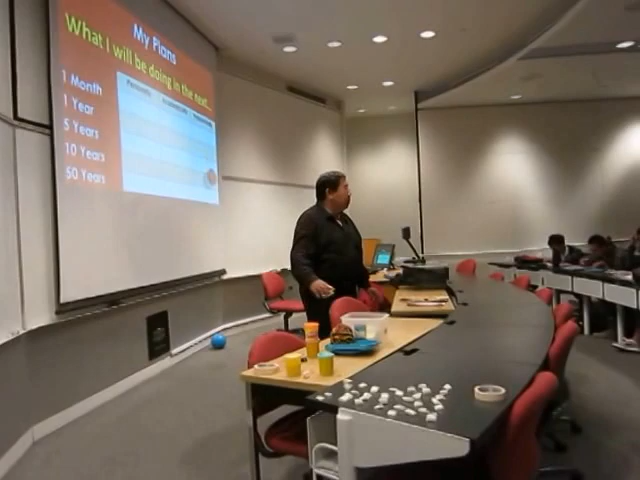 My Plans
What I will be doing in the next...
1 Month
1 Year
5 Years
10 Years
50 Years